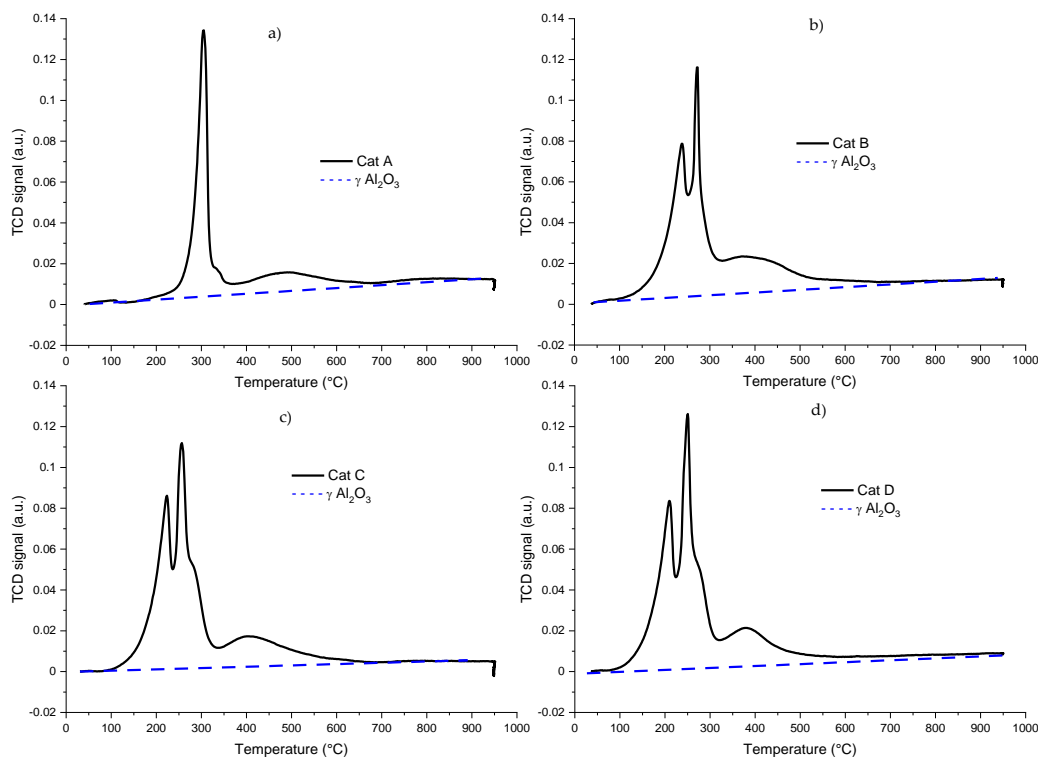 a)
0.14
0.12
0.1
0.08
0.06
0.04
0.02
0
-0.02
TCD signal (a.u.)
Cat A
γ Al₂O₃
0 100 200 300 400 500 600 700 800 900 1000
Temperature (°C)
b)
0.14
0.12
0.1
0.08
0.06
0.04
0.02
0
-0.02
TCD signal (a.u.)
Cat B
γ Al₂O₃
0 100 200 300 400 500 600 700 800 900 1000
Temperature (°C)
c)
0.14
0.12
0.1
0.08
0.06
0.04
0.02
0
-0.02
TCD signal (a.u.)
Cat C
γ Al₂O₃
0 100 200 300 400 500 600 700 800 900 1000
Temperature (°C)
d)
0.14
0.12
0.1
0.08
0.06
0.04
0.02
0
-0.02
TCD signal (a.u.)
Cat D
γ Al₂O₃
0 100 200 300 400 500 600 700 800 900 1000
Temperature (°C)